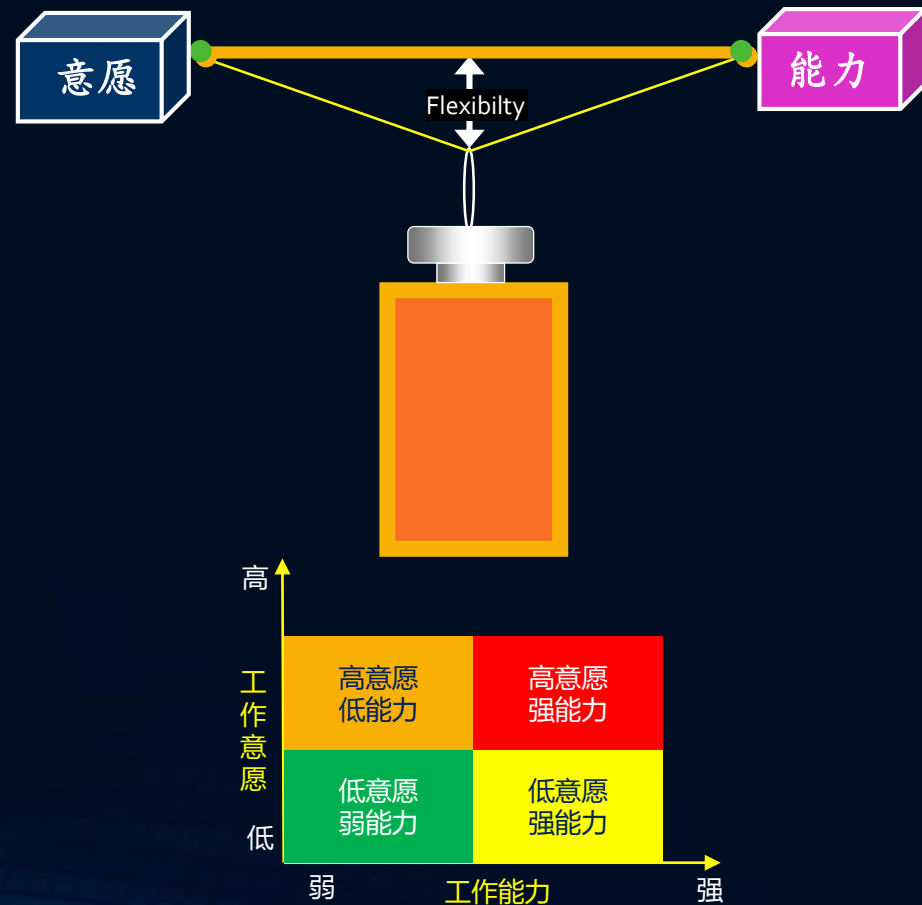 意愿
能力
Flexibilty
高
工
作
意
愿
高意愿
低能力
高意愿
强能力
低意愿
弱能力
低意愿
强能力
低
弱
工作能力
强